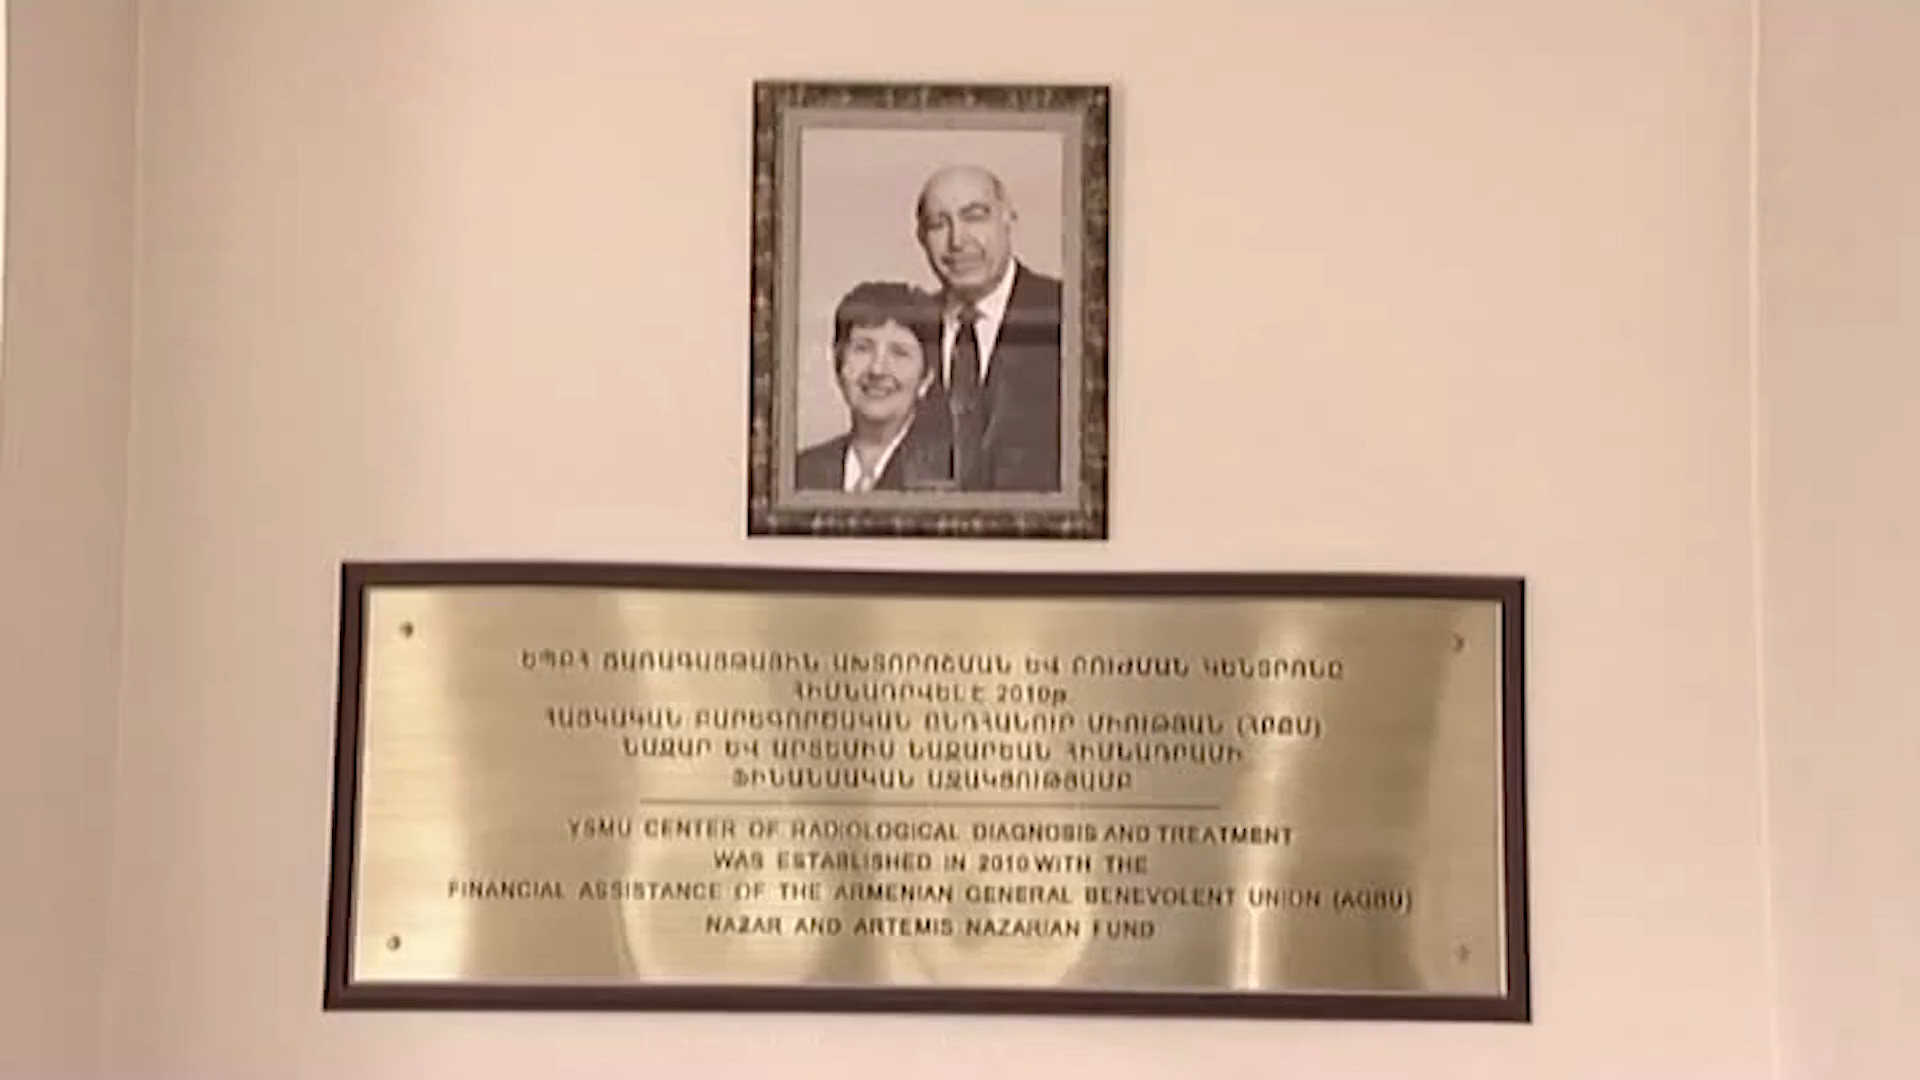 ԵՊԲՀ ՃԱՌԱԳԱՅԹԱՅԻՆ ԱԽՏՈՐՈՇՄԱՆ ԵՎ ԲՈՒԺՄԱՆ ԿԵՆՏՐՈՆԸ
ՀԻՄՆԱԴՐՎԵԼ Է 2010թ
ՀԱՅԿԱԿԱՆ ԲԱՐԵԳՈՐԾԱԿԱՆ ԸՆԴՀԱՆՈՒՐ ՄԻՈՒԹՅԱՆ (ՀԲԸՄ)
ՆԱԶԱՐ ԵՎ ԱՐՏԵՄԻՍ ՆԱԶԱՐԵԱՆ ՀԻՄՆԱԴՐԱՄԻ
ՖԻՆԱՆՍԱԿԱՆ ԱՋԱԿՑՈՒԹՅԱՄԲ
YSMU CENTER OF RADIOLOGICAL DIAGNOSIS AND TREATMENT
WAS ESTABLISHED IN 2010 WITH THE
FINANCIAL ASSISTANCE OF THE ARMENIAN GENERAL BENEVOLENT UNION (AGBU)
NAZAR AND ARTEMIS NAZARIAN FUND